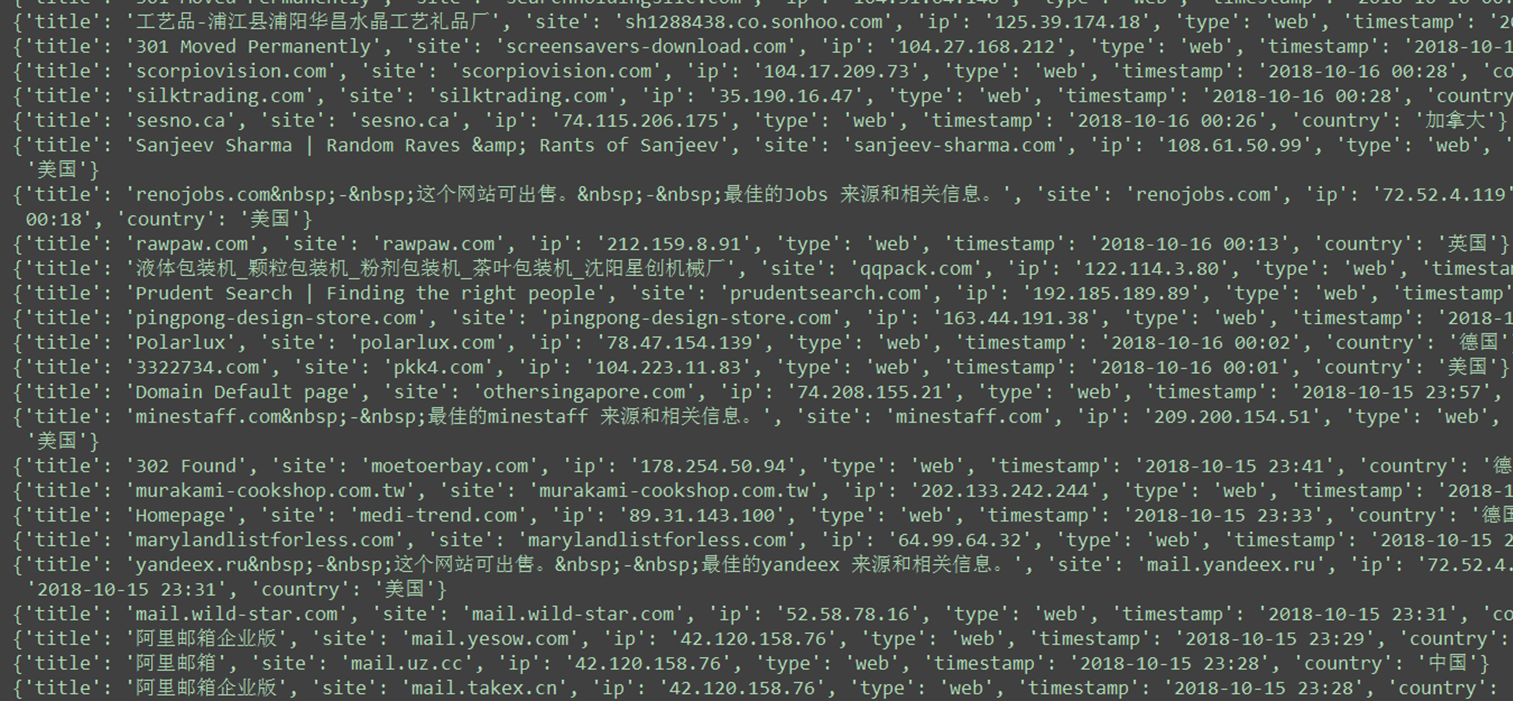 {'title': '301 Moved Permanently', 'site': 'searchholdingsllc.com', 'ip': '104.31.64.148', 'type': 'web',
{'title': '工艺品-浦江县浦阳华昌水晶工艺礼品厂', 'site': 'sh1288438.co.sonhoo.com', 'ip': '125.39.174.18', 'type': 'web', 'timestamp': '20
{'title': '301 Moved Permanently', 'site': 'screensavers-download.com', 'ip': '104.27.168.212', 'type': 'web', 'timestamp': '2018-10-1
{'title': 'scorpiovision.com', 'site': 'scorpiovision.com', 'ip': '104.17.209.73', 'type': 'web', 'timestamp': '2018-10-16 00:28', 'co
{'title': 'silktrading.com', 'site': 'silktrading.com', 'ip': '35.190.16.47', 'type': 'web', 'timestamp': '2018-10-16 00:28', 'country
{'title': 'sesno.ca', 'site': 'sesno.ca', 'ip': '74.115.206.175', 'type': 'web', 'timestamp': '2018-10-16 00:26', 'country': '加拿大'}
{'title': 'Sanjeev Sharma | Random Raves &amp; Rants of Sanjeev', 'site': 'sanjeev-sharma.com', 'ip': '108.61.50.99', 'type': 'web', '
'美国'}
{'title': 'renojobs.com&nbsp;-&nbsp;这个网站可出售。&nbsp;-&nbsp;最佳的Jobs 来源和相关信息。', 'site': 'renojobs.com', 'ip': '72.52.4.119'
00:18', 'country': '美国'}
{'title': 'rawpaw.com', 'site': 'rawpaw.com', 'ip': '212.159.8.91', 'type': 'web', 'timestamp': '2018-10-16 00:13', 'country': '英国'}
{'title': '液体包装机_颗粒包装机_粉剂包装机_茶叶包装机_沈阳星创机械厂', 'site': 'qqpack.com', 'ip': '122.114.3.80', 'type': 'web', 'timestam
{'title': 'Prudent Search | Finding the right people', 'site': 'prudentsearch.com', 'ip': '192.185.189.89', 'type': 'web', 'timestamp'
{'title': 'pingpong-design-store.com', 'site': 'pingpong-design-store.com', 'ip': '163.44.191.38', 'type': 'web', 'timestamp': '2018-1
{'title': 'Polarlux', 'site': 'polarlux.com', 'ip': '78.47.154.139', 'type': 'web', 'timestamp': '2018-10-16 00:02', 'country': '德国'
{'title': '3322734.com', 'site': 'pkk4.com', 'ip': '104.223.11.83', 'type': 'web', 'timestamp': '2018-10-16 00:01', 'country': '美国'}
{'title': 'Domain Default page', 'site': 'othersingapore.com', 'ip': '74.208.155.21', 'type': 'web', 'timestamp': '2018-10-15 23:57',
{'title': 'minestaff.com&nbsp;-&nbsp;最佳的minestaff 来源和相关信息。', 'site': 'minestaff.com', 'ip': '209.200.154.51', 'type': 'web',
'美国'}
{'title': '302 Found', 'site': 'moetoerbay.com', 'ip': '178.254.50.94', 'type': 'web', 'timestamp': '2018-10-15 23:41', 'country': '德
{'title': 'murakami-cookshop.com.tw', 'site': 'murakami-cookshop.com.tw', 'ip': '202.133.242.244', 'type': 'web', 'timestamp': '2018-1
{'title': 'Homepage', 'site': 'medi-trend.com', 'ip': '89.31.143.100', 'type': 'web', 'timestamp': '2018-10-15 23:33', 'country': '德国
{'title': 'marylandlistforless.com', 'site': 'marylandlistforless.com', 'ip': '64.99.64.32', 'type': 'web', 'timestamp': '2018-10-15 2
{'title': 'yandeex.ru&nbsp;-&nbsp;这个网站可出售。&nbsp;-&nbsp;最佳的yandeex 来源和相关信息。', 'site': 'mail.yandeex.ru', 'ip': '72.52.4.
'2018-10-15 23:31', 'country': '美国'}
{'title': 'mail.wild-star.com', 'site': 'mail.wild-star.com', 'ip': '52.58.78.16', 'type': 'web', 'timestamp': '2018-10-15 23:31', 'co
{'title': '阿里邮箱企业版', 'site': 'mail.yesow.com', 'ip': '42.120.158.76', 'type': 'web', 'timestamp': '2018-10-15 23:29', 'country':
{'title': '阿里邮箱', 'site': 'mail.uz.cc', 'ip': '42.120.158.76', 'type': 'web', 'timestamp': '2018-10-15 23:28', 'country': '中国'}
{'title': '阿里邮箱企业版', 'site': 'mail.takex.cn', 'ip': '42.120.158.76', 'type': 'web', 'timestamp': '2018-10-15 23:28', 'country':